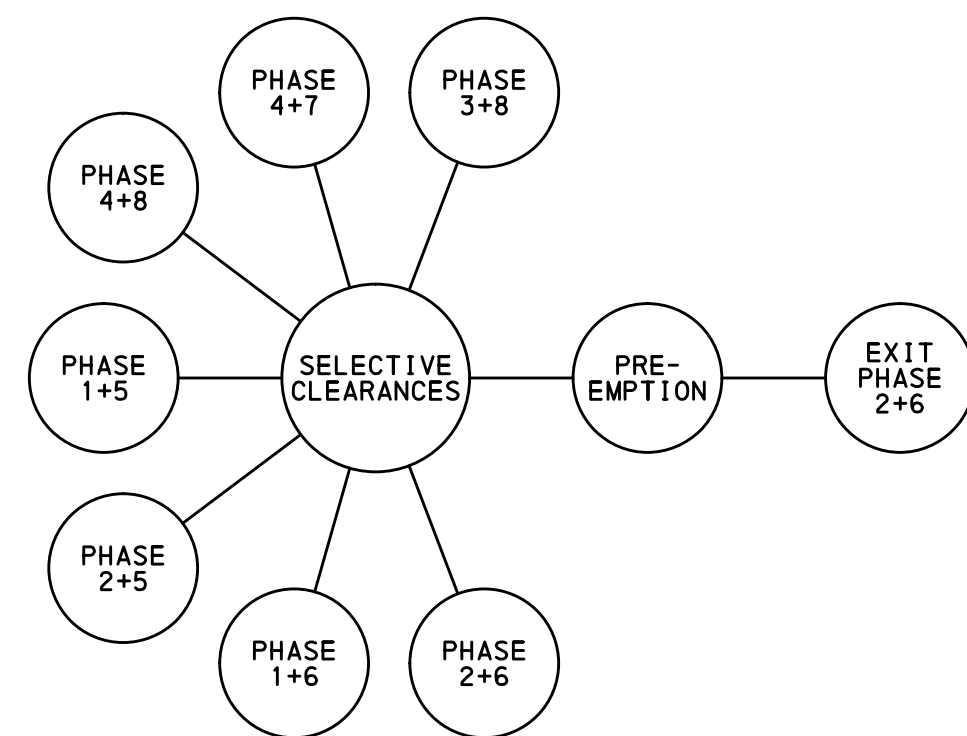 PHASE
4+7
PHASE
3+8
PHASE
4+8
PHASE
1+5
SELECTIVE
CLEARANCES
PRE-
EMPTION
EXIT
PHASE
2+6
PHASE
2+5
PHASE
1+6
PHASE
2+6